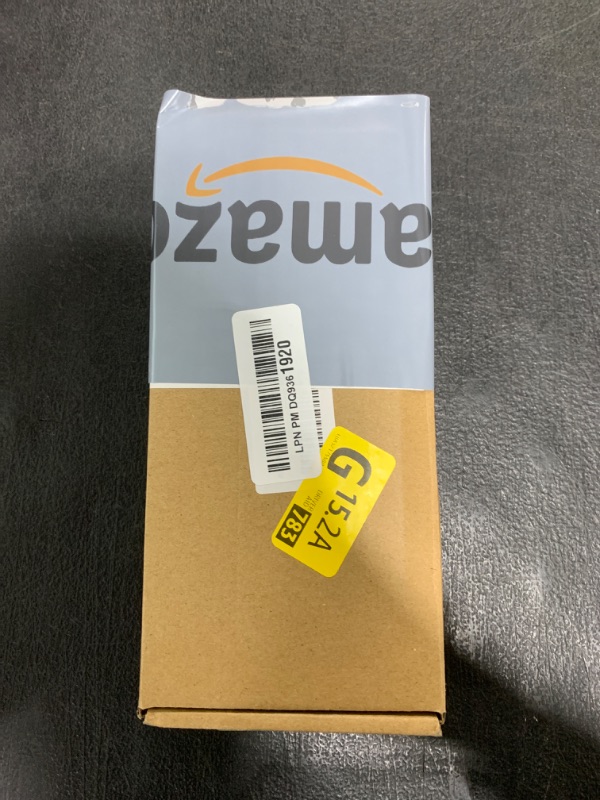 amazo
LPN PM DQ9361920
G 15.2A
783